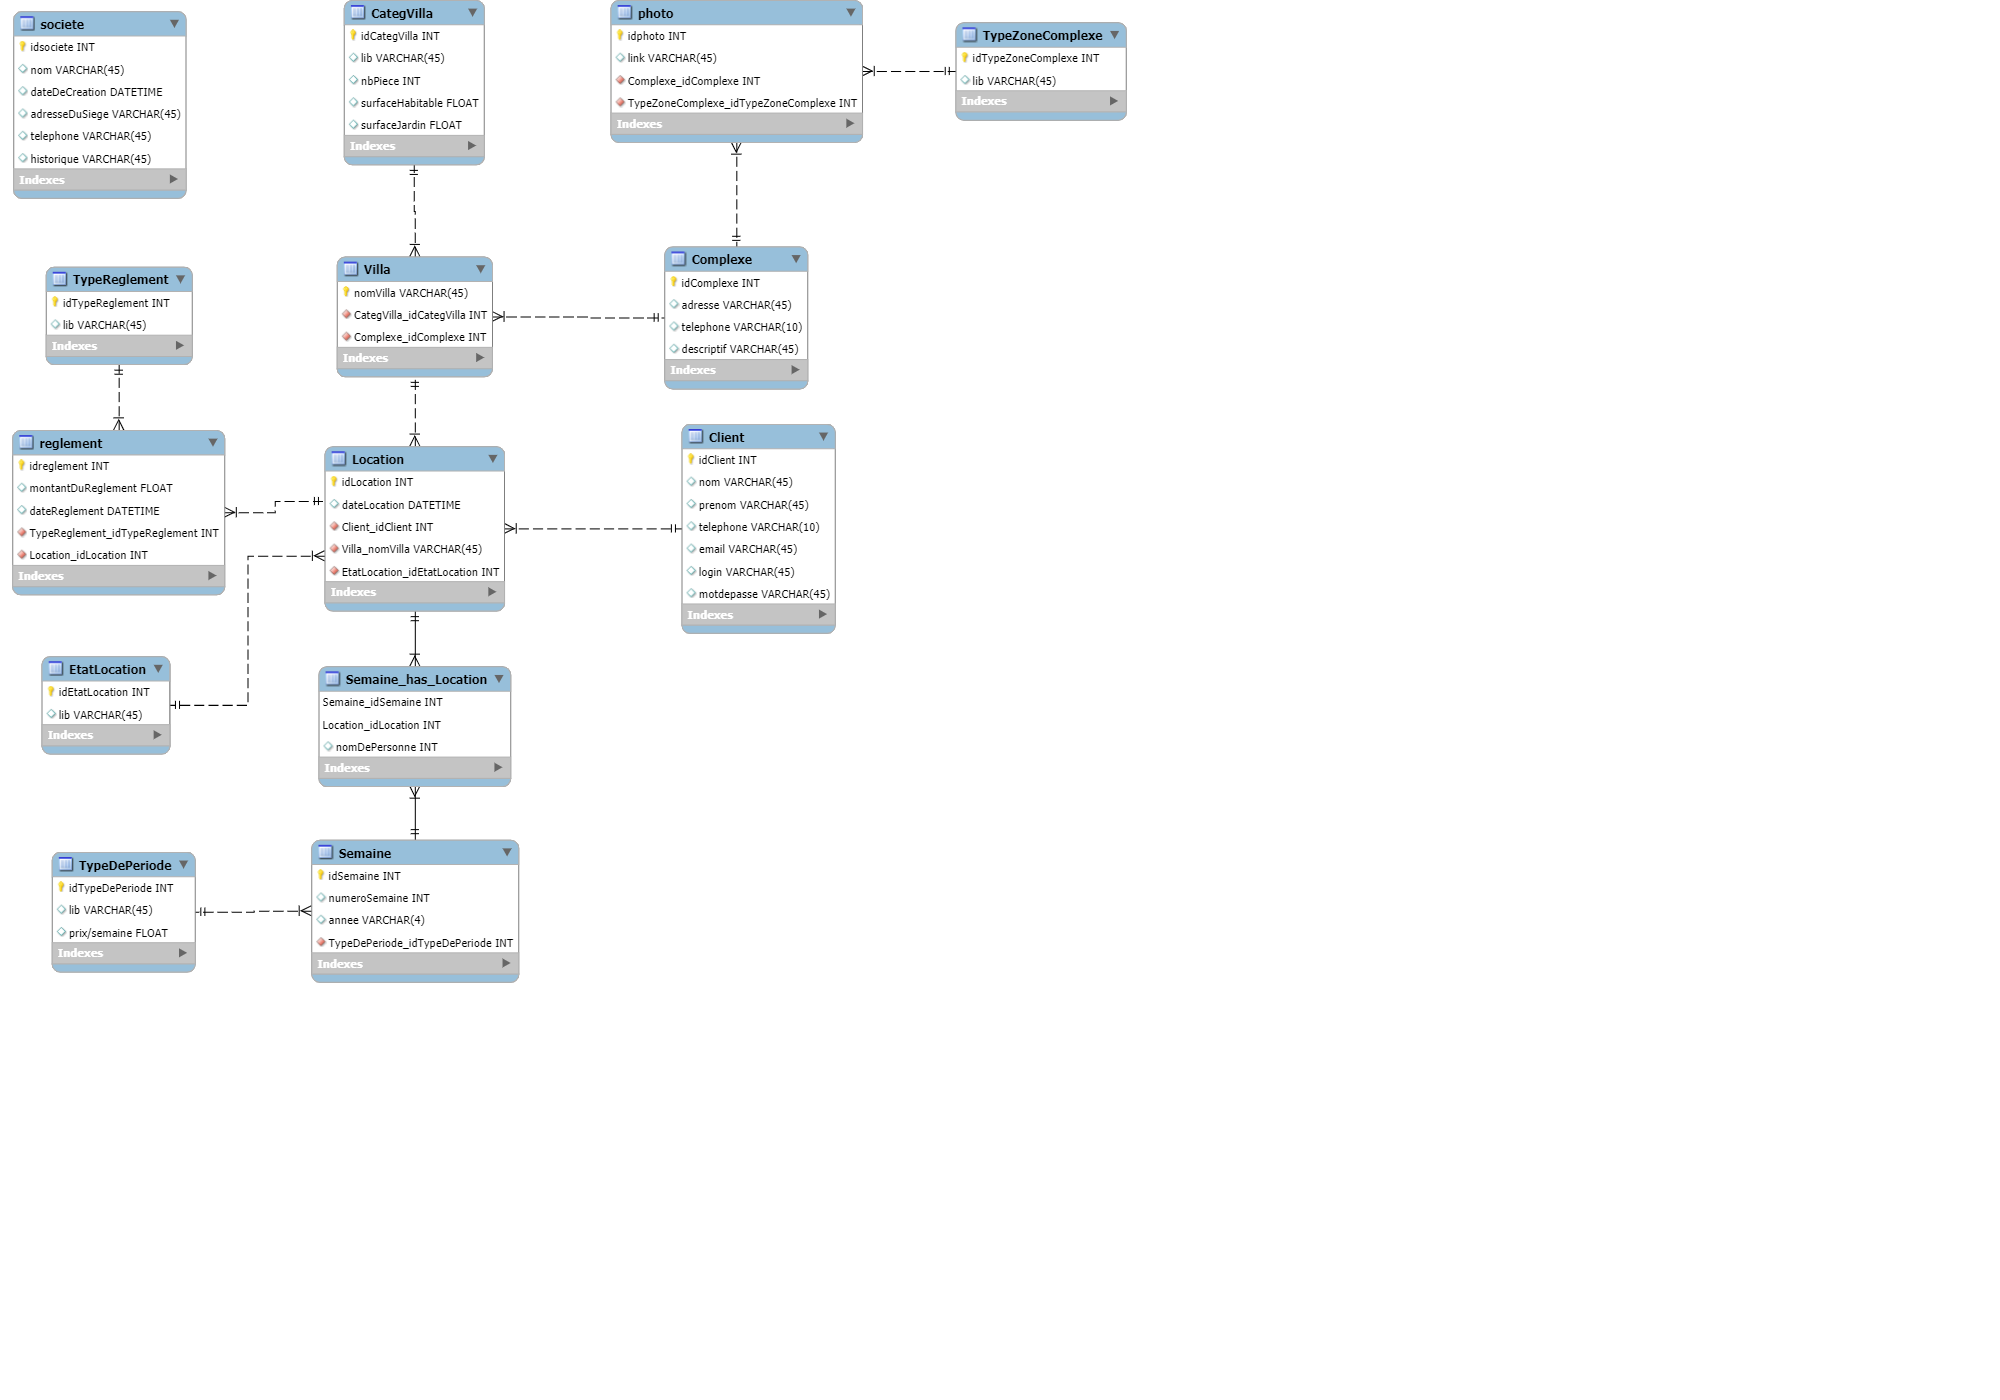 societe
idsociete INT
nom VARCHAR(45)
dateDeCreation DATETIME
adresseDuSiege VARCHAR(45)
telephone VARCHAR(45)
historique VARCHAR(45)
Indexes
CategVilla
idCategVilla INT
lib VARCHAR(45)
nbPiece INT
surfaceHabitable FLOAT
surfaceJardin FLOAT
Indexes
photo
idphoto INT
link VARCHAR(45)
Complexe_idComplexe INT
TypeZoneComplexe_idTypeZoneComplexe INT
Indexes
TypeZoneComplexe
idTypeZoneComplexe INT
lib VARCHAR(45)
Indexes
TypeReglement
idTypeReglement INT
lib VARCHAR(45)
Indexes
Villa
nomVilla VARCHAR(45)
CategVilla_idCategVilla INT
Complexe_idComplexe INT
Indexes
Complexe
idComplexe INT
adresse VARCHAR(45)
telephone VARCHAR(10)
descriptif VARCHAR(45)
Indexes
reglement
idreglement INT
montantDuReglement FLOAT
dateReglement DATETIME
TypeReglement_idTypeReglement INT
Location_idLocation INT
Indexes
Location
idLocation INT
dateLocation DATETIME
Client_idClient INT
Villa_nomVilla VARCHAR(45)
EtatLocation_idEtatLocation INT
Indexes
Client
idClient INT
nom VARCHAR(45)
prenom VARCHAR(45)
telephone VARCHAR(10)
email VARCHAR(45)
login VARCHAR(45)
motdepasse VARCHAR(45)
Indexes
EtatLocation
idEtatLocation INT
lib VARCHAR(45)
Indexes
Semaine_has_Location
Semaine_idSemaine INT
Location_idLocation INT
nomDePersonne INT
Indexes
TypeDePeriode
idTypeDePeriode INT
lib VARCHAR(45)
prix/semaine FLOAT
Indexes
Semaine
idSemaine INT
numeroSemaine INT
annee VARCHAR(4)
TypeDePeriode_idTypeDePeriode INT
Indexes